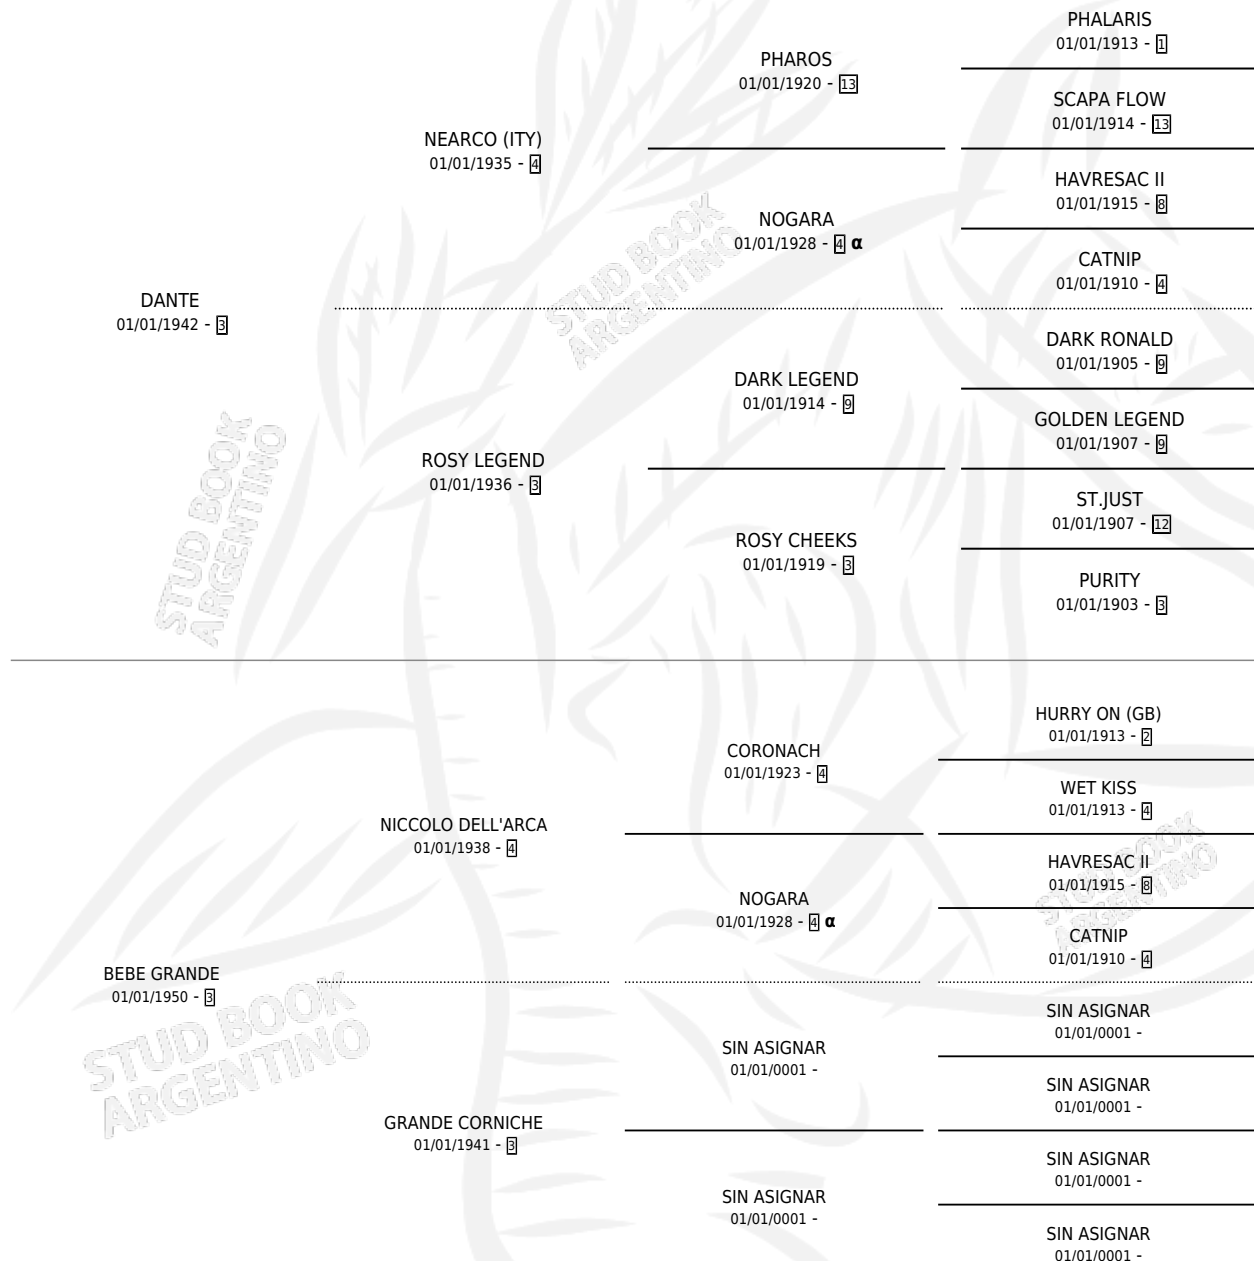 PHALARIS
01/01/1913 - 1
PHAROS
01/01/1920 - 13
SCAPA FLOW
01/01/1914 - 13
NEARCO (ITY)
01/01/1935 - 4
HAVRESAC II
01/01/1915 - 8
NOGARA
01/01/1928 - 4 α
CATNIP
01/01/1910 - 4
DANTE
01/01/1942 - 3
DARK RONALD
01/01/1905 - 9
DARK LEGEND
01/01/1914 - 9
GOLDEN LEGEND
01/01/1907 - 9
ROSY LEGEND
01/01/1936 - 3
ST.JUST
01/01/1907 - 12
ROSY CHEEKS
01/01/1919 - 3
PURITY
01/01/1903 - 3
HURRY ON (GB)
01/01/1913 - 2
CORONACH
01/01/1923 - 4
WET KISS
01/01/1913 - 4
NICCOLO DELL'ARCA
01/01/1938 - 4
HAVRESAC II
01/01/1915 - 8
NOGARA
01/01/1928 - 4 α
CATNIP
01/01/1910 - 4
BEBE GRANDE
01/01/1950 - 3
SIN ASIGNAR
01/01/0001 -
SIN ASIGNAR
01/01/0001 -
SIN ASIGNAR
01/01/0001 -
GRANDE CORNICHE
01/01/1941 - 3
SIN ASIGNAR
01/01/0001 -
SIN ASIGNAR
01/01/0001 -
SIN ASIGNAR
01/01/0001 -
STUD BOOK
ARGENTINO
STUD BOOK
ARGENTINO
STUD BOOK
ARGENTINO
STUD BOOK
ARGENTINO